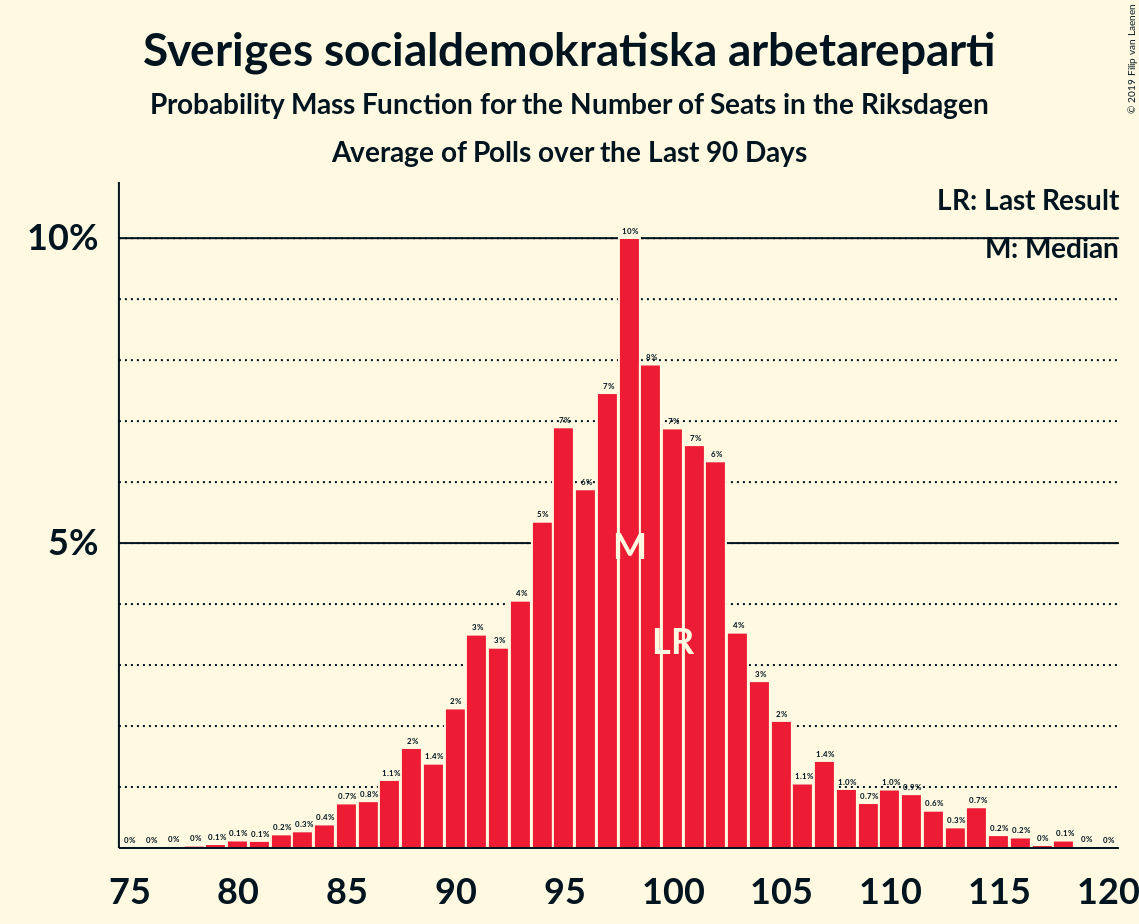 Sveriges socialdemokratiska arbetareparti
Probability Mass Function for the Number of Seats in the Riksdagen
Average of Polls over the Last 90 Days
© 2019 Filip van Laenen
LR: Last Result
M: Median
10%
5%
0% 0% 0% 0% 0.1% 0.1% 0.1% 0.2% 0.3% 0.4% 0.7% 0.8% 1.1% 2% 1.4% 2% 3% 3% 4% 5% 7% 6% 7% 10% 8% 7% 7% 6% 4% 3% 2% 1.1% 1.4% 1.0% 0.7% 1.0% 0.9% 0.6% 0.3% 0.7% 0.2% 0.2% 0% 0.1% 0% 0%
M
LR
75 80 85 90 95 100 105 110 115 120